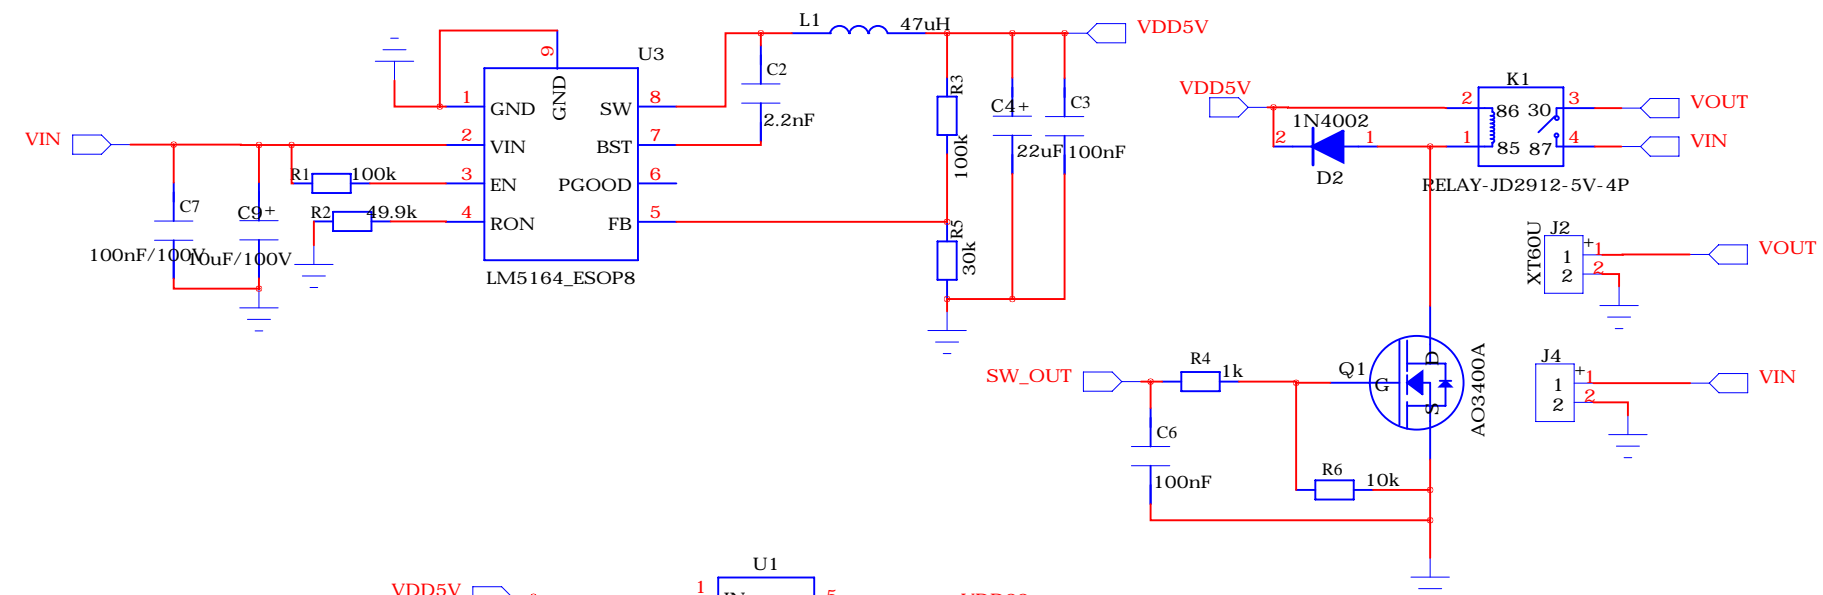 L1 47uH
VDD5V
U3
9
GND
C2
2.2nF
R3
100k
C4 +
22uF
C3
100nF
1 GND SW 8
VIN
2 VIN BST 7
R1 100k 3 EN PGOOD 6
R2 49.9k 4 RON FB 5
C7
100nF/100V
C9 +
10uF/100V
R5
30k
LM5164_ESOP8
K1
VDD5V
2 86 30 3 VOUT
1N4002
2 1
D2
1 85 87 4 VIN
RELAY-JD2912-5V-4P
XT60U
J2
+
1 1 VOUT
2 2
J4
+
1 1 VIN
2 2
SW_OUT
R4
1k
Q1
G
D
S
AO3400A
C6
100nF
R6
10k
U1
VDD5V
1